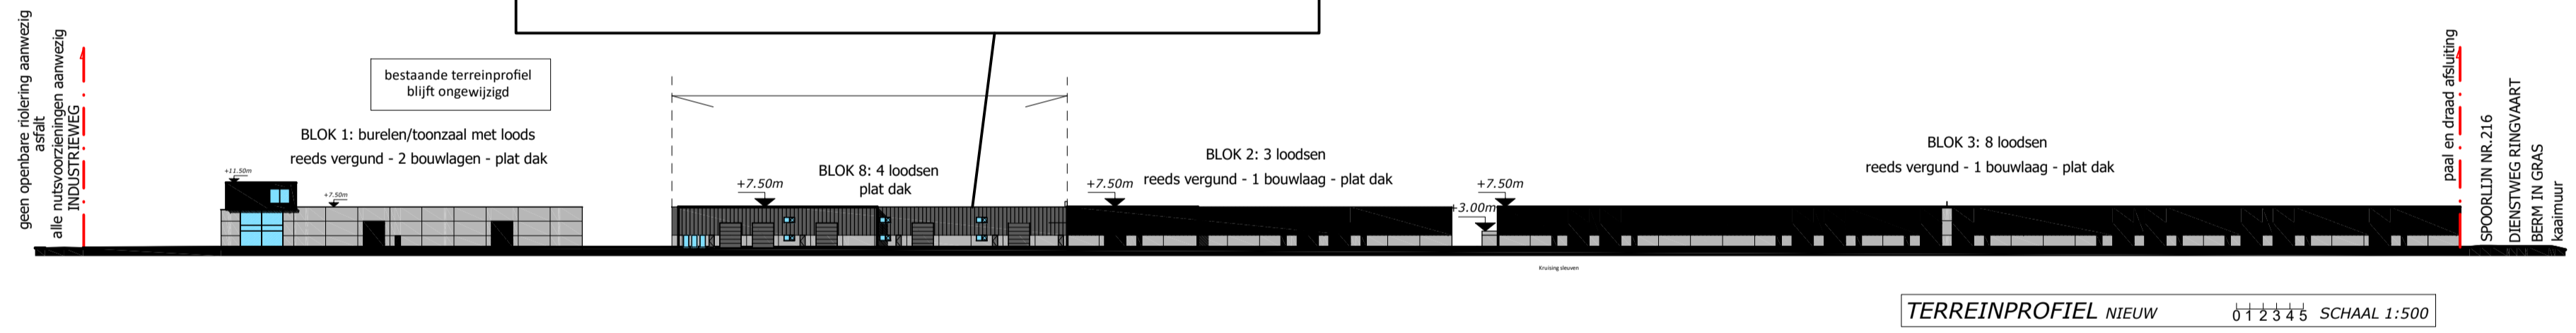 geen openbare riolering aanwezig
asfalt
alle nutsvoorzieningen aanwezig
INDUSTRIEWEG
bestaande terreinprofiel
blijft ongewijzigd
BLOK 1: burelen/toonzaal met loods
reeds vergund - 2 bouwlagen - plat dak
+11.50m
+7.50m
BLOK 8: 4 loodsen
plat dak
+7.50m
BLOK 2: 3 loodsen
reeds vergund - 1 bouwlaag - plat dak
+7.50m
+7.50m
+3.00m
BLOK 3: 8 loodsen
reeds vergund - 1 bouwlaag - plat dak
paal en draad afsluiting
SPOORLIJN NR.216
DIENSTWEG RINGVAART
BERM IN GRAS
kaaimuur
Kruising sleuven
TERREINPROFIEL NIEUW 0 1 2 3 4 5 SCHAAL 1:500